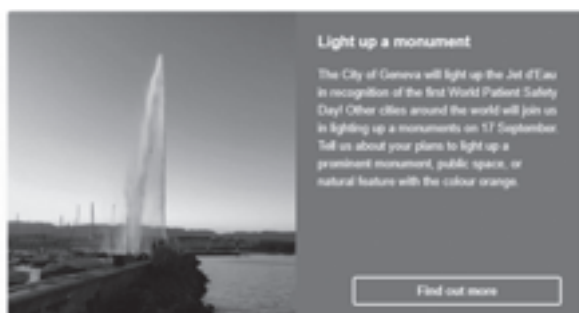 Light up a monument
The City of Geneva will light up the Jet d'Eau
in recognition of the first World Patient Safety
Day! Other cities around the world will join us
in lighting up a monuments on 17 September.
Tell us about your plans to light up a
prominent monument, public space, or
natural feature with the colour orange.
Find out more